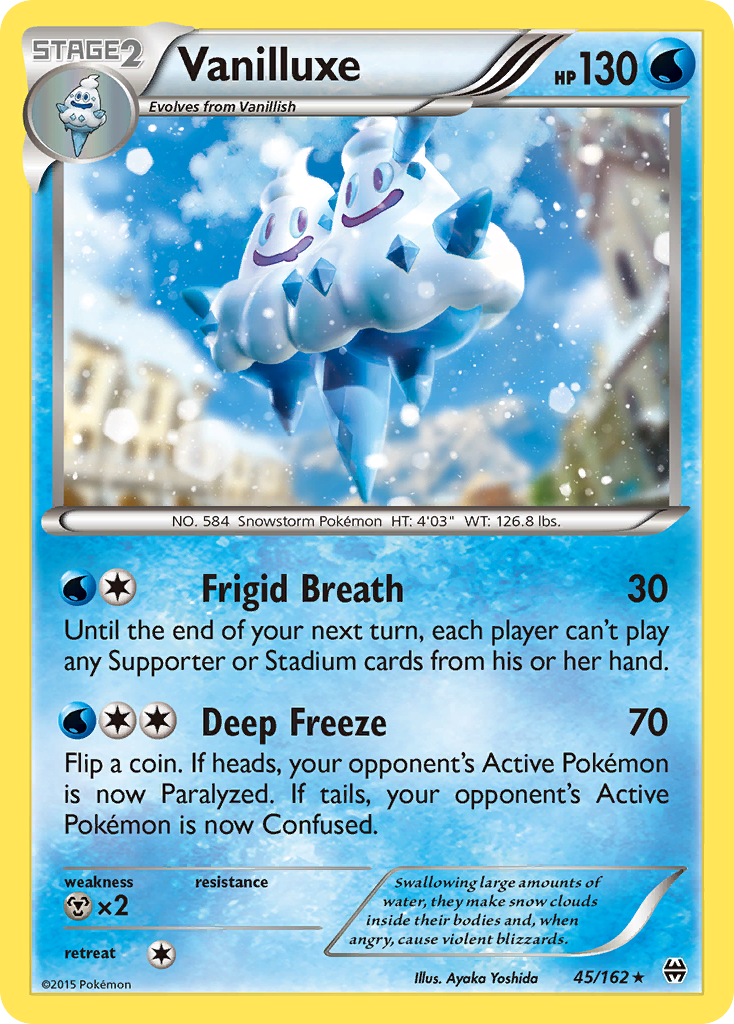 STAGE2
Vanilluxe
HP130
Evolves from Vanillish
NO. 584 Snowstorm Pokémon HT: 4'03" WT: 126.8 lbs.
Frigid Breath 30
Until the end of your next turn, each player can't play
any Supporter or Stadium cards from his or her hand.
Deep Freeze 70
Flip a coin. If heads, your opponent's Active Pokémon
is now Paralyzed. If tails, your opponent's Active
Pokémon is now Confused.
weakness resistance
×2
retreat
Swallowing large amounts of
water, they make snow clouds
inside their bodies and, when
angry, cause violent blizzards.
©2015 Pokémon
Illus. Ayaka Yoshida
45/162 ★